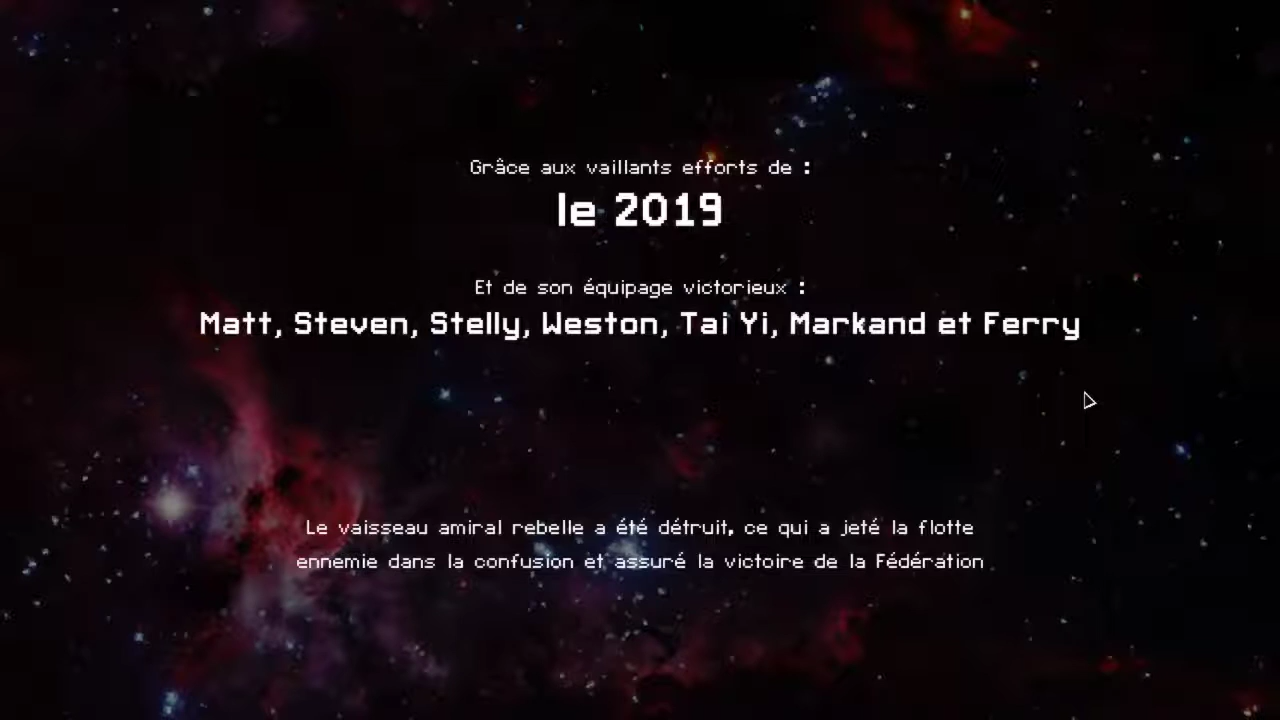 Grâce aux vaillants efforts de :
le 2019
Et de son équipage victorieux :
Matt, Steven, Stelly, Weston, Tai Yi, Markand et Ferry
Le vaisseau amiral rebelle a été détruit, ce qui a jeté la flotte
ennemie dans la confusion et assuré la victoire de la Fédération